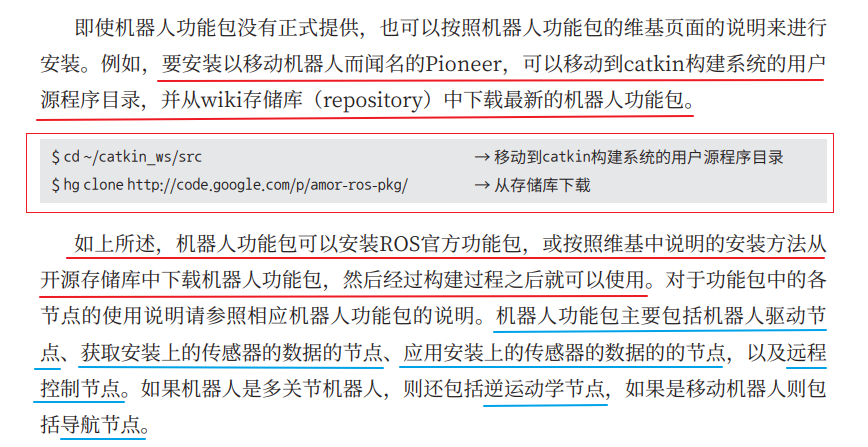 即使机器人功能包没有正式提供，也可以按照机器人功能包的维基页面的说明来进行
安装。例如，要安装以移动机器人而闻名的Pioneer，可以移动到catkin构建系统的用户
源程序目录，并从wiki存储库（repository）中下载最新的机器人功能包。
$ cd ~/catkin_ws/src → 移动到catkin构建系统的用户源程序目录
$ hg clone http://code.google.com/p/amor-ros-pkg/ → 从存储库下载
如上所述，机器人功能包可以安装ROS官方功能包，或按照维基中说明的安装方法从
开源存储库中下载机器人功能包，然后经过构建过程之后就可以使用。对于功能包中的各
节点的使用说明请参照相应机器人功能包的说明。机器人功能包主要包括机器人驱动节
点、获取安装上的传感器的数据的节点、应用安装上的传感器的数据的的节点，以及远程
控制节点。如果机器人是多关节机器人，则还包括逆运动学节点，如果是移动机器人则包
括导航节点。